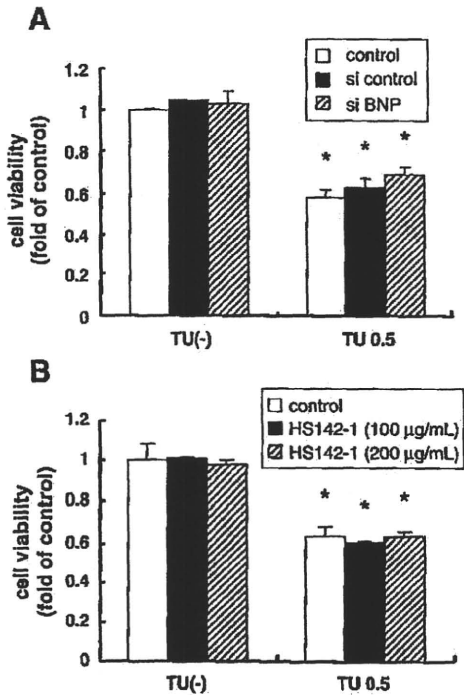 A
control
si control
si BNP
1.2
1
0.8
0.6
0.4
0.2
0
cell viability
(fold of control)
* * *
TU(-) TU 0.5
B
control
HS142-1 (100 μg/mL)
HS142-1 (200 μg/mL)
1.2
1
0.8
0.6
0.4
0.2
0
cell viability
(fold of control)
* * *
TU(-) TU 0.5